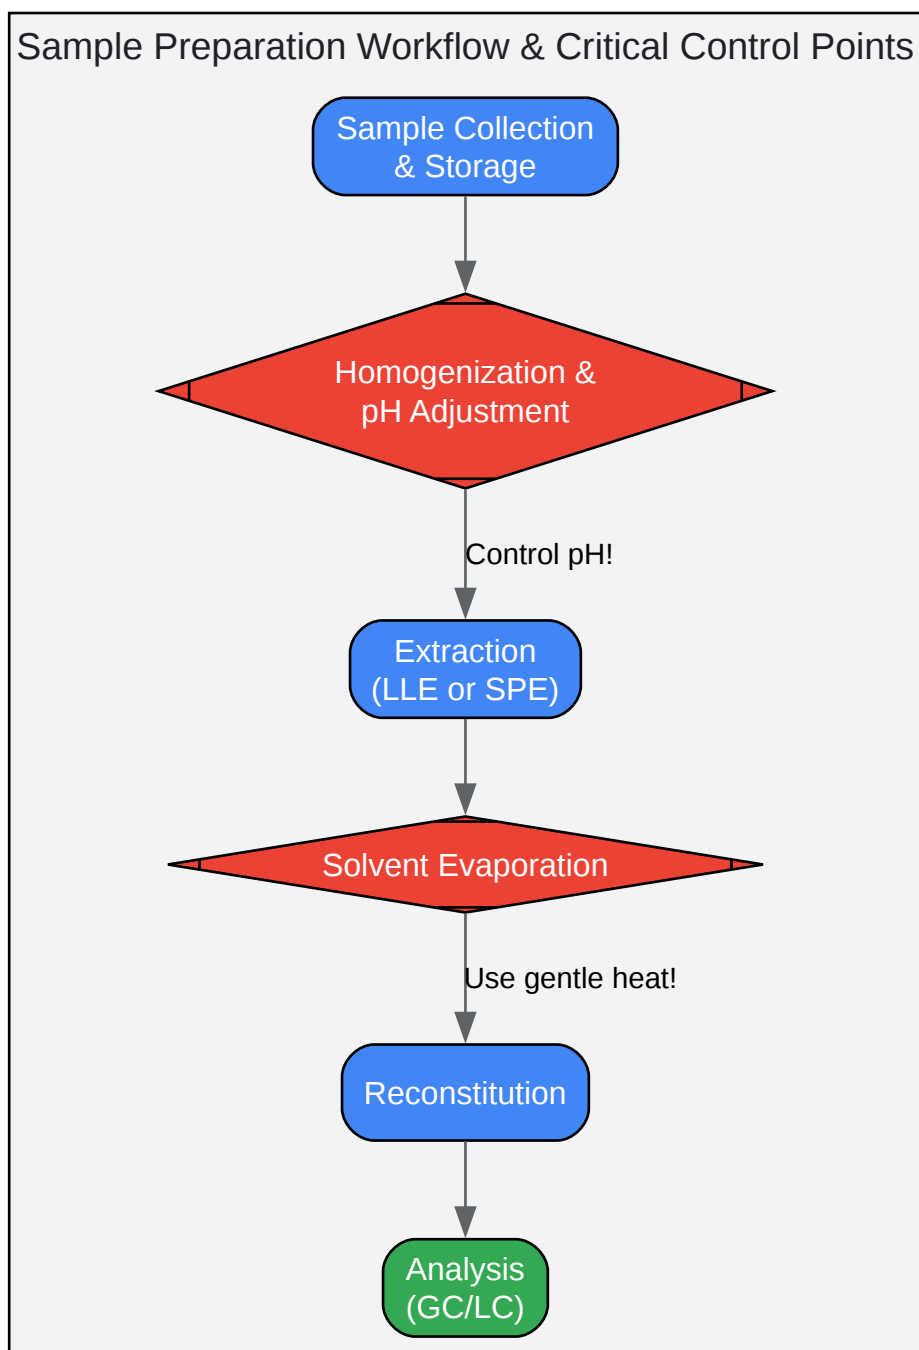 Sample Preparation Workflow & Critical Control Points
Sample Collection
& Storage
Homogenization &
pH Adjustment
Control pH!
Extraction
(LLE or SPE)
Solvent Evaporation
Use gentle heat!
Reconstitution
Analysis
(GC/LC)